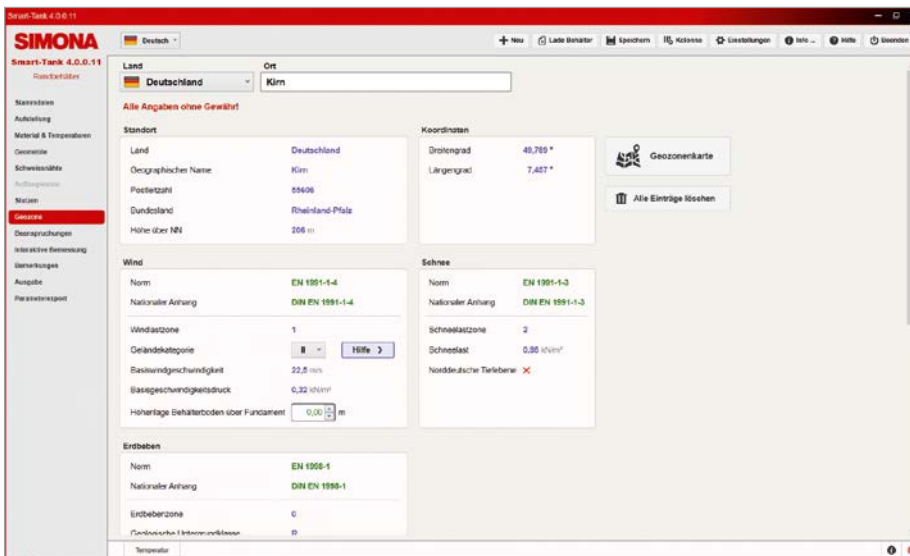 Smart-Tank 4.0.0.11
SIMONA
Deutsch
Neu
Lade Behälter
Speichern
Kolonne
Einstellungen
Info ...
Hilfe
Beenden
Smart-Tank 4.0.0.11
Rundbehälter
Land
Ort
Deutschland
Kirn
Stammdaten
Aufstellung
Material & Temperaturen
Geometrie
Schweissnähte
Stutzen
Geozone
Beanspruchungen
Interaktive Bemessung
Bemerkungen
Ausgabe
Parameterexport
Alle Angaben ohne Gewähr!
Standort
Land Deutschland
Geographischer Name Kirn
Postleitzahl 55606
Bundesland Rheinland-Pfalz
Höhe über NN 206 m
Koordinaten
Breitengrad 49,789 °
Längengrad 7,457 °
Geozonenkarte
Alle Einträge löschen
Wind
Norm EN 1991-1-4
Nationaler Anhang DIN EN 1991-1-4
Windlastzone 1
Geländekategorie II Hilfe
Basiswindgeschwindigkeit 22,5 m/s
Basisgeschwindigkeitsdruck 0,32 kN/m²
Höhenlage Behälterboden über Fundament 0,00 m
Schnee
Norm EN 1991-1-3
Nationaler Anhang DIN EN 1991-1-3
Schneelastzone 2
Schneelast kN/m²
Norddeutsche Tiefebene
Erdbeben
Norm EN 1998-1
Nationaler Anhang DIN EN 1998-1
Erdbebenzone 0
Geologische Untergrundklasse R
Temperatur